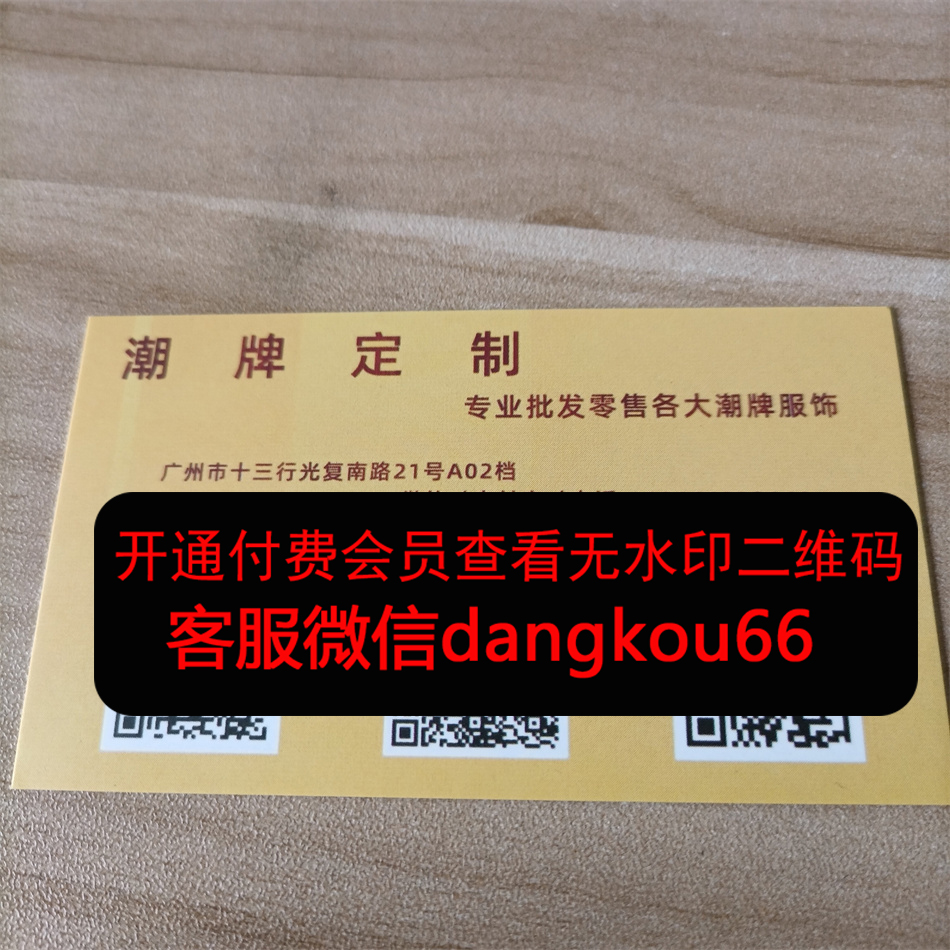 潮牌定制
专业批发零售各大潮牌服饰
广州市十三行光复南路21号A02档
开通付费会员查看无水印二维码
客服微信dangkou66